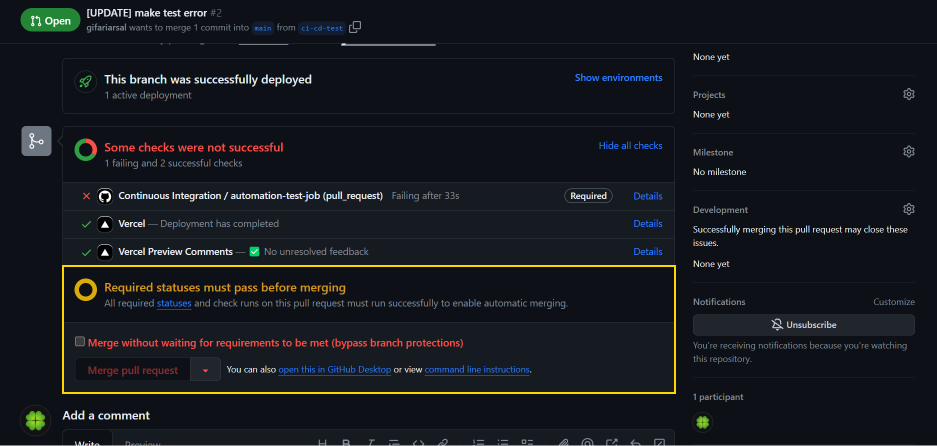 Open
[UPDATE] make test error #2
gifariarsal wants to merge 1 commit into main from ci-cd-test
This branch was successfully deployed
Show environments
1 active deployment
Some checks were not successful
Hide all checks
1 failing and 2 successful checks
Continuous Integration / automation-test-job (pull_request) Failing after 33s Required Details
Vercel — Deployment has completed Details
Vercel Preview Comments — ✅ No unresolved feedback Details
Required statuses must pass before merging
All required statuses and check runs on this pull request must run successfully to enable automatic merging.
Merge without waiting for requirements to be met (bypass branch protections)
Merge pull request You can also open this in GitHub Desktop or view command line instructions.
Add a comment
Write Preview
None yet
Projects
None yet
Milestone
No milestone
Development
Successfully merging this pull request may close these
issues.
None yet
Notifications Customize
Unsubscribe
You're receiving notifications because you're watching
this repository.
1 participant